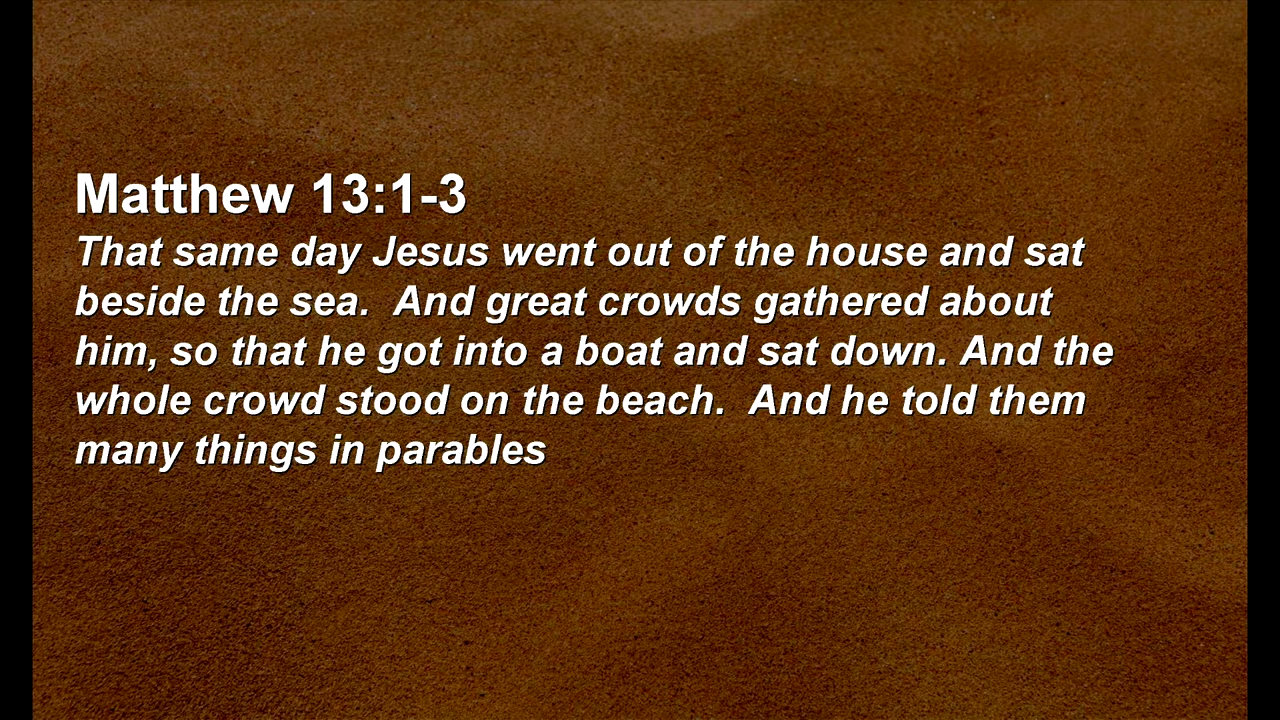 Matthew 13:1-3
That same day Jesus went out of the house and sat
beside the sea.  And great crowds gathered about
him, so that he got into a boat and sat down. And the
whole crowd stood on the beach.  And he told them
many things in parables